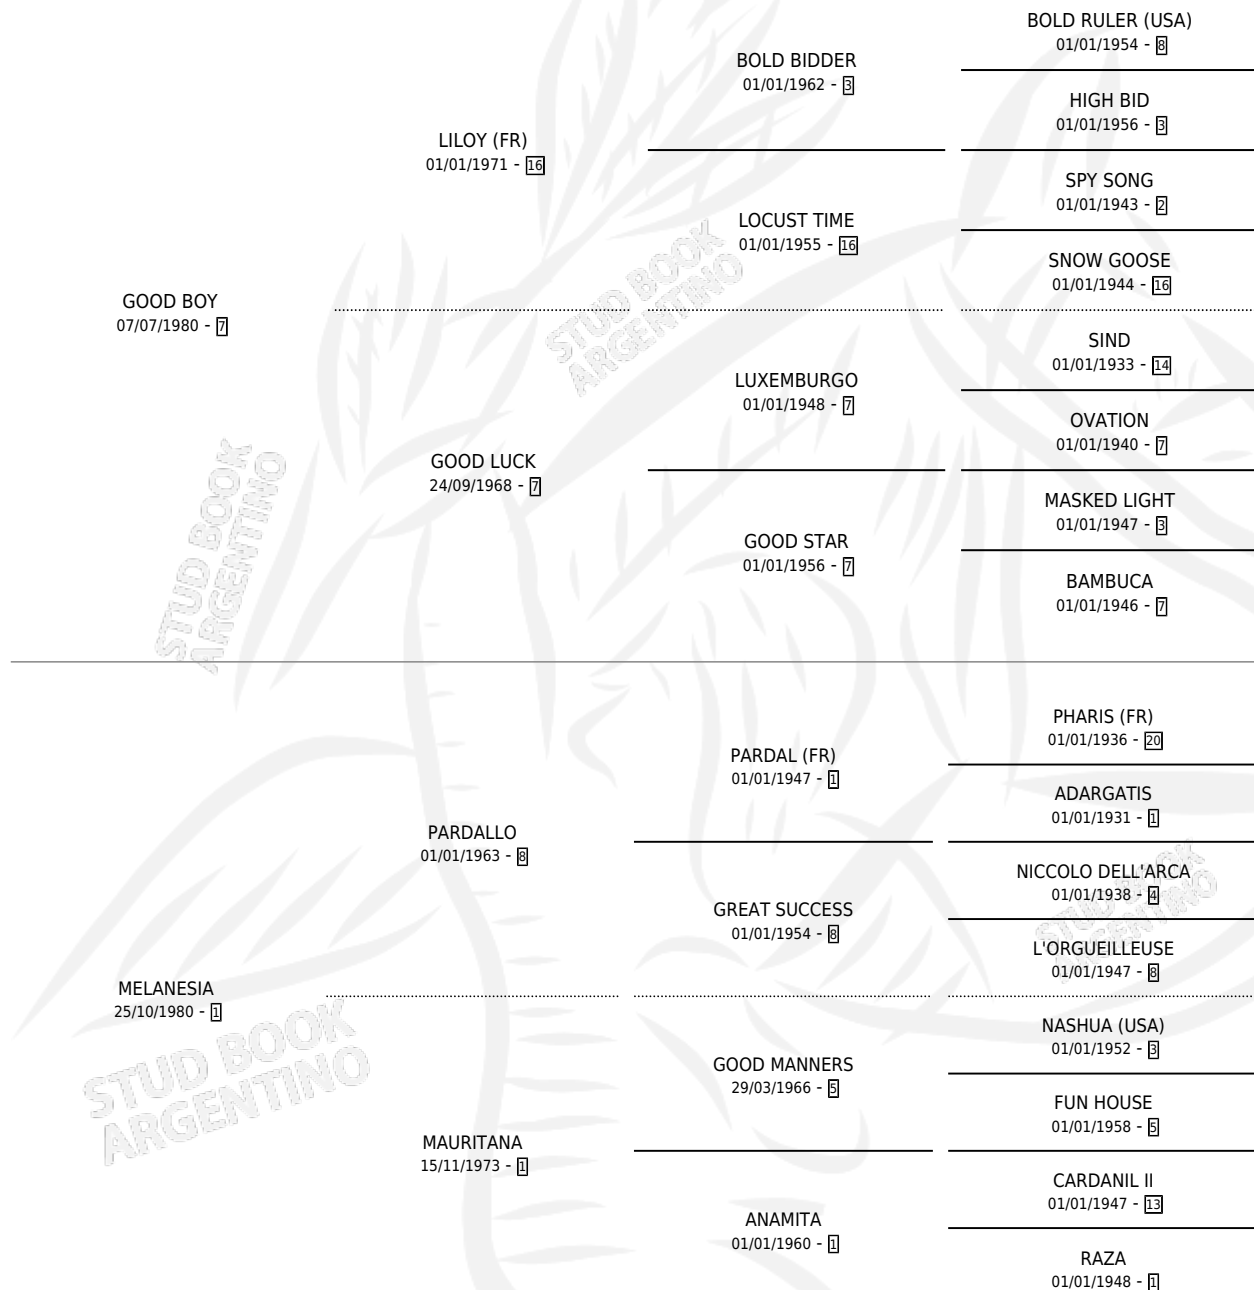 BOLD RULER (USA)
01/01/1954 - 8
BOLD BIDDER
01/01/1962 - 3
HIGH BID
01/01/1956 - 3
LILOY (FR)
01/01/1971 - 16
SPY SONG
01/01/1943 - 2
LOCUST TIME
01/01/1955 - 16
SNOW GOOSE
01/01/1944 - 16
GOOD BOY
07/07/1980 - 7
STUD BOOK
ARGENTINO
SIND
01/01/1933 - 14
LUXEMBURGO
01/01/1948 - 7
OVATION
01/01/1940 - 7
GOOD LUCK
24/09/1968 - 7
MASKED LIGHT
01/01/1947 - 3
GOOD STAR
01/01/1956 - 7
BAMBUCA
01/01/1946 - 7
STUD BOOK
ARGENTINO
PHARIS (FR)
01/01/1936 - 20
PARDAL (FR)
01/01/1947 - 1
ADARGATIS
01/01/1931 - 1
PARDALLO
01/01/1963 - 8
NICCOLO DELL'ARCA
01/01/1938 - 4
GREAT SUCCESS
01/01/1954 - 8
STUD BOOK
ARGENTINO
L'ORGUEILLEUSE
01/01/1947 - 8
MELANESIA
25/10/1980 - 1
NASHUA (USA)
01/01/1952 - 3
GOOD MANNERS
29/03/1966 - 5
FUN HOUSE
01/01/1958 - 5
STUD BOOK
ARGENTINO
MAURITANA
15/11/1973 - 1
CARDANIL II
01/01/1947 - 13
ANAMITA
01/01/1960 - 1
RAZA
01/01/1948 - 1